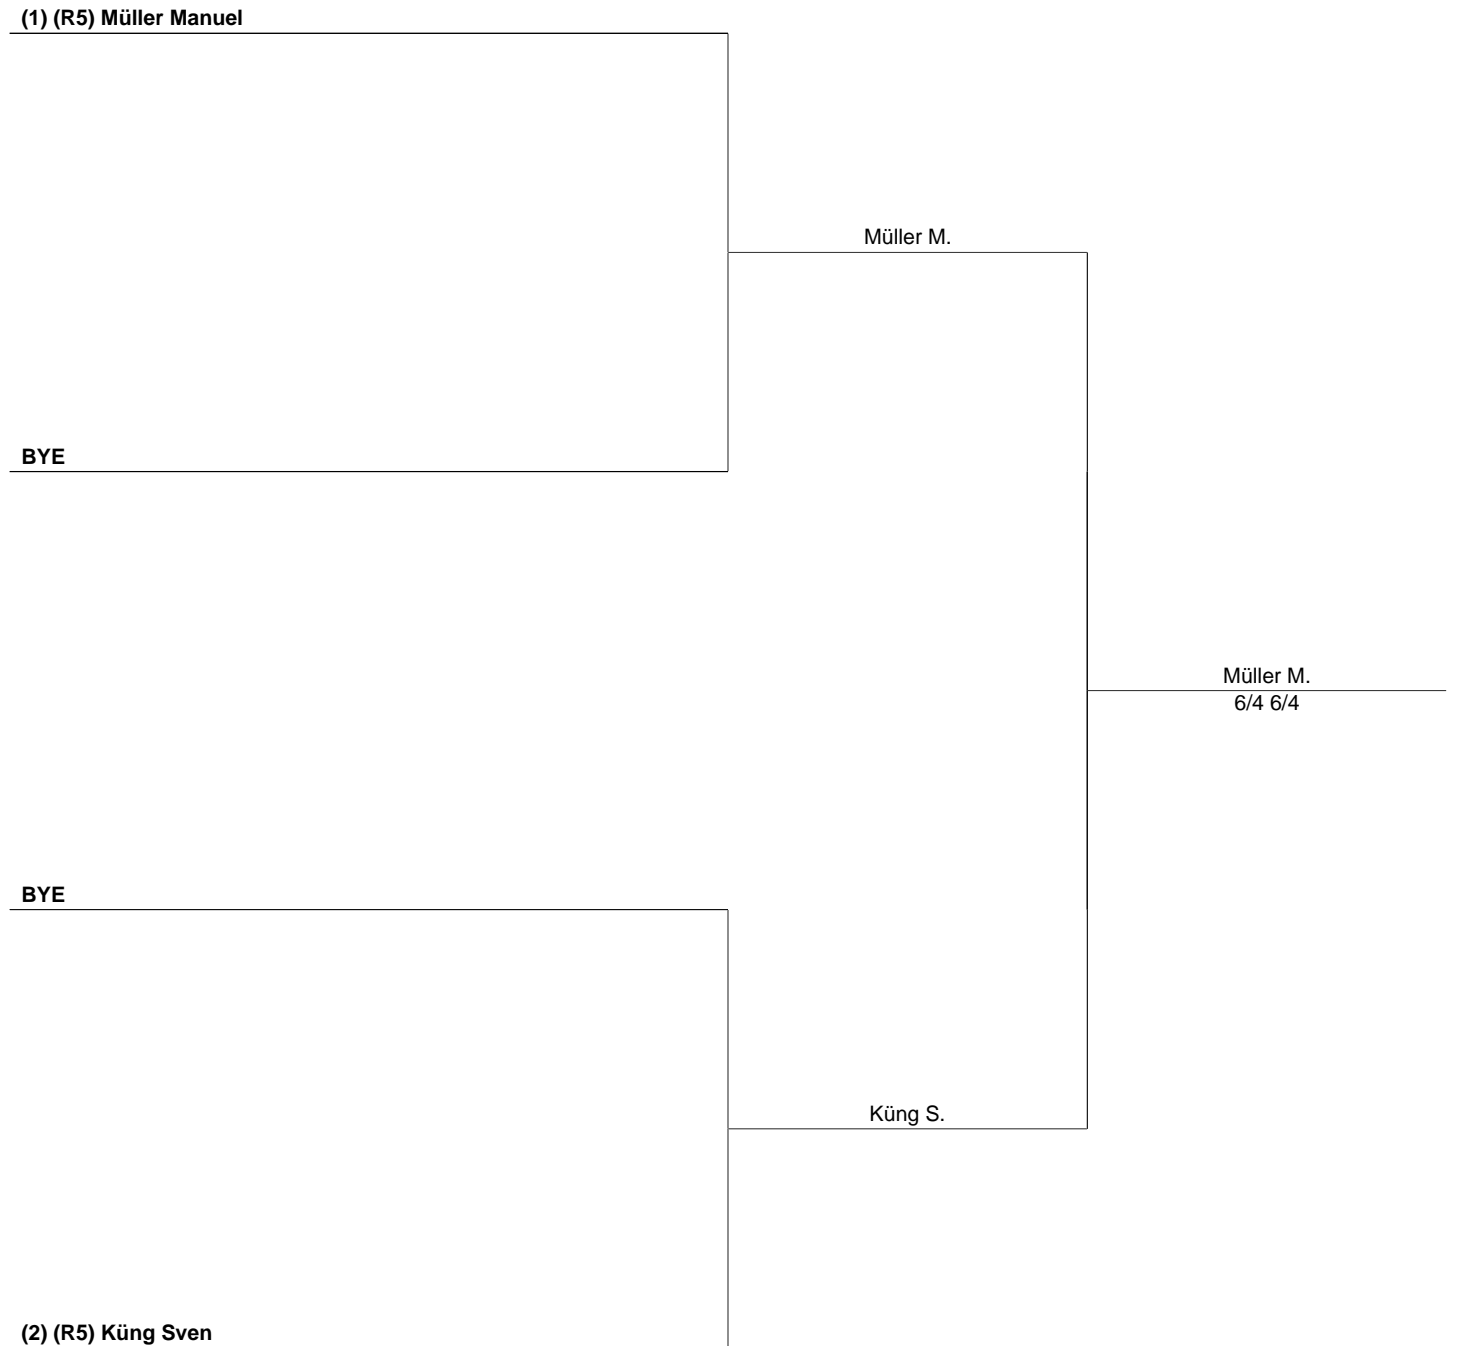 (1) (R5) Müller Manuel
Müller M.
BYE
Müller M.
6/4 6/4
BYE
Küng S.
(2) (R5) Küng Sven